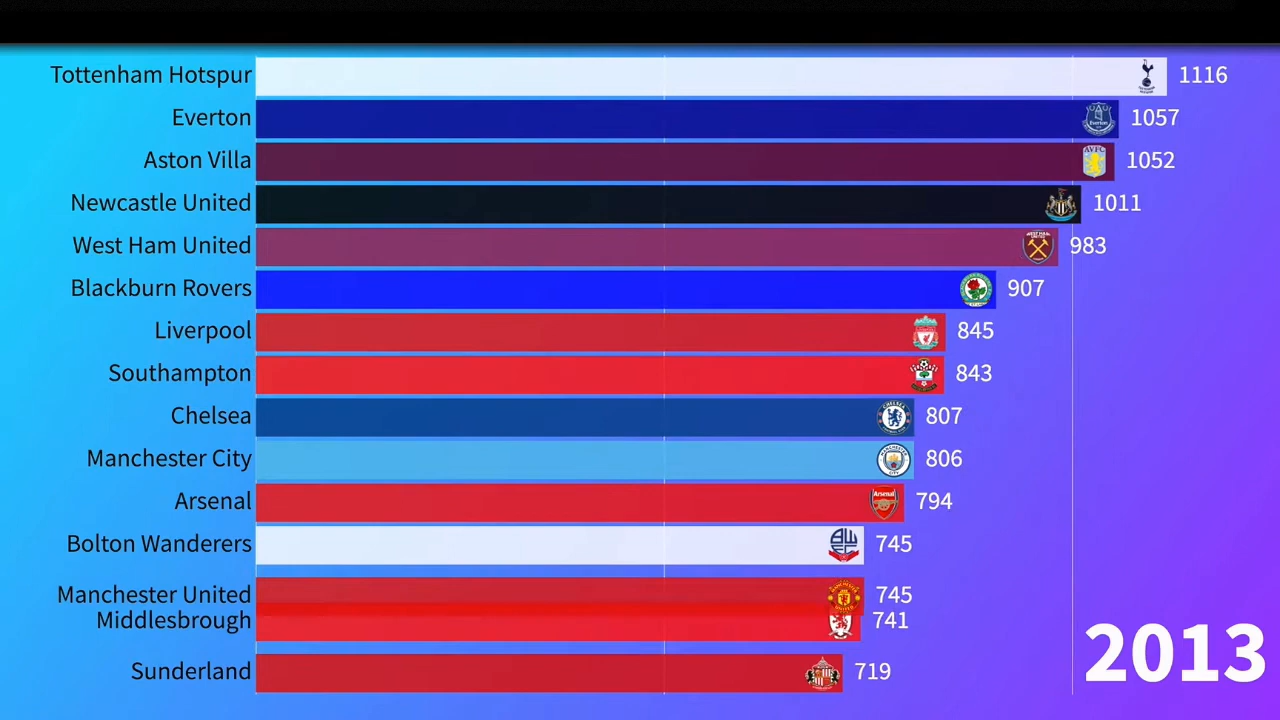 Tottenham Hotspur 1116
Everton 1057
Aston Villa 1052
Newcastle United 1011
West Ham United 983
Blackburn Rovers 907
Liverpool 845
Southampton 843
Chelsea 807
Manchester City 806
Arsenal 794
Bolton Wanderers 745
Manchester United 745
Middlesbrough 741
Sunderland 719
2013